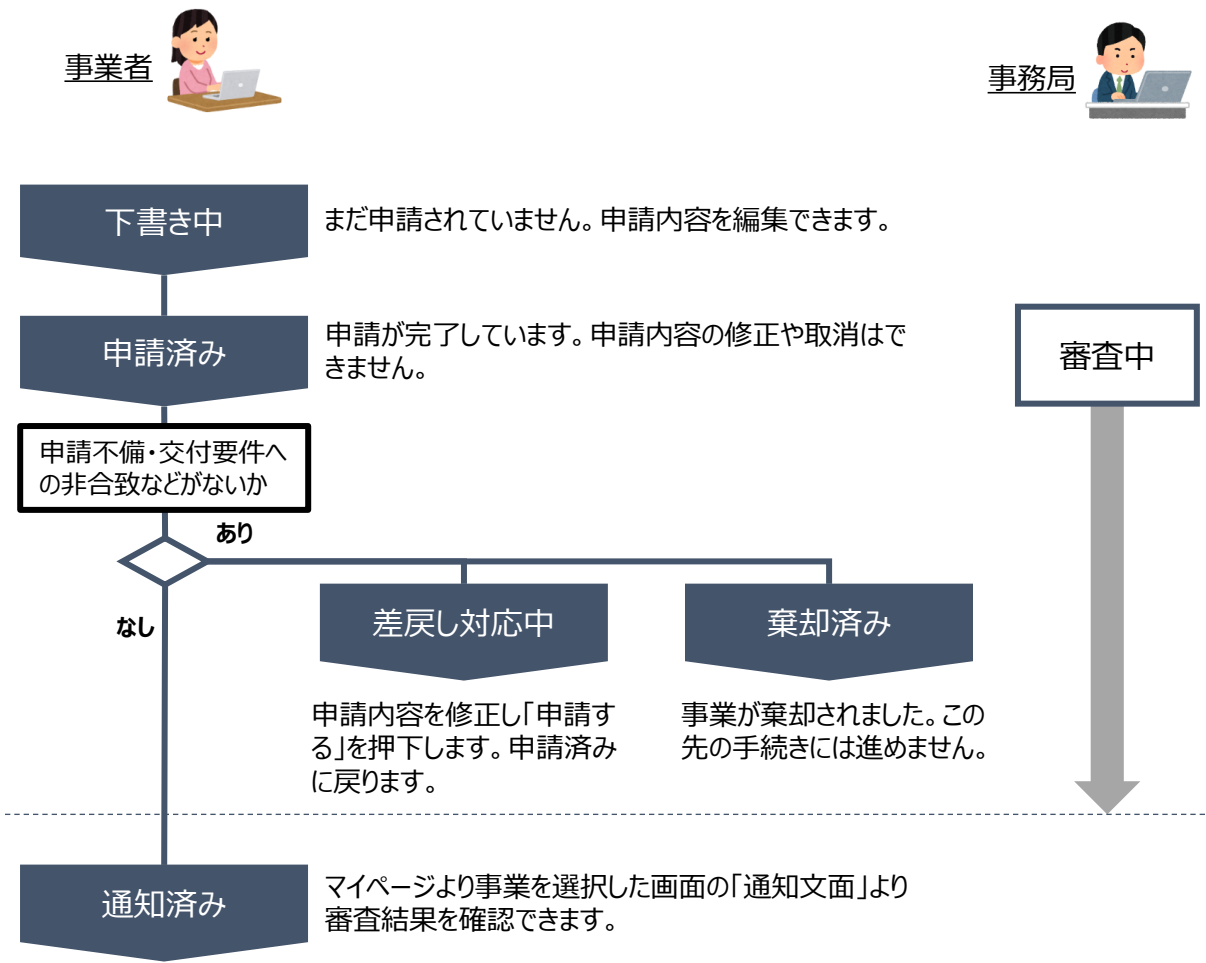 事業者
事務局
下書き中
まだ申請されていません。申請内容を編集できます。
申請済み
申請が完了しています。申請内容の修正や取消はで
きません。
審査中
申請不備・交付要件へ
の非合致などがないか
あり
なし
差戻し対応中
棄却済み
申請内容を修正し「申請す
る」を押下します。申請済み
に戻ります。
事業が棄却されました。この
先の手続きには進めません。
通知済み
マイページより事業を選択した画面の「通知文面」より
審査結果を確認できます。